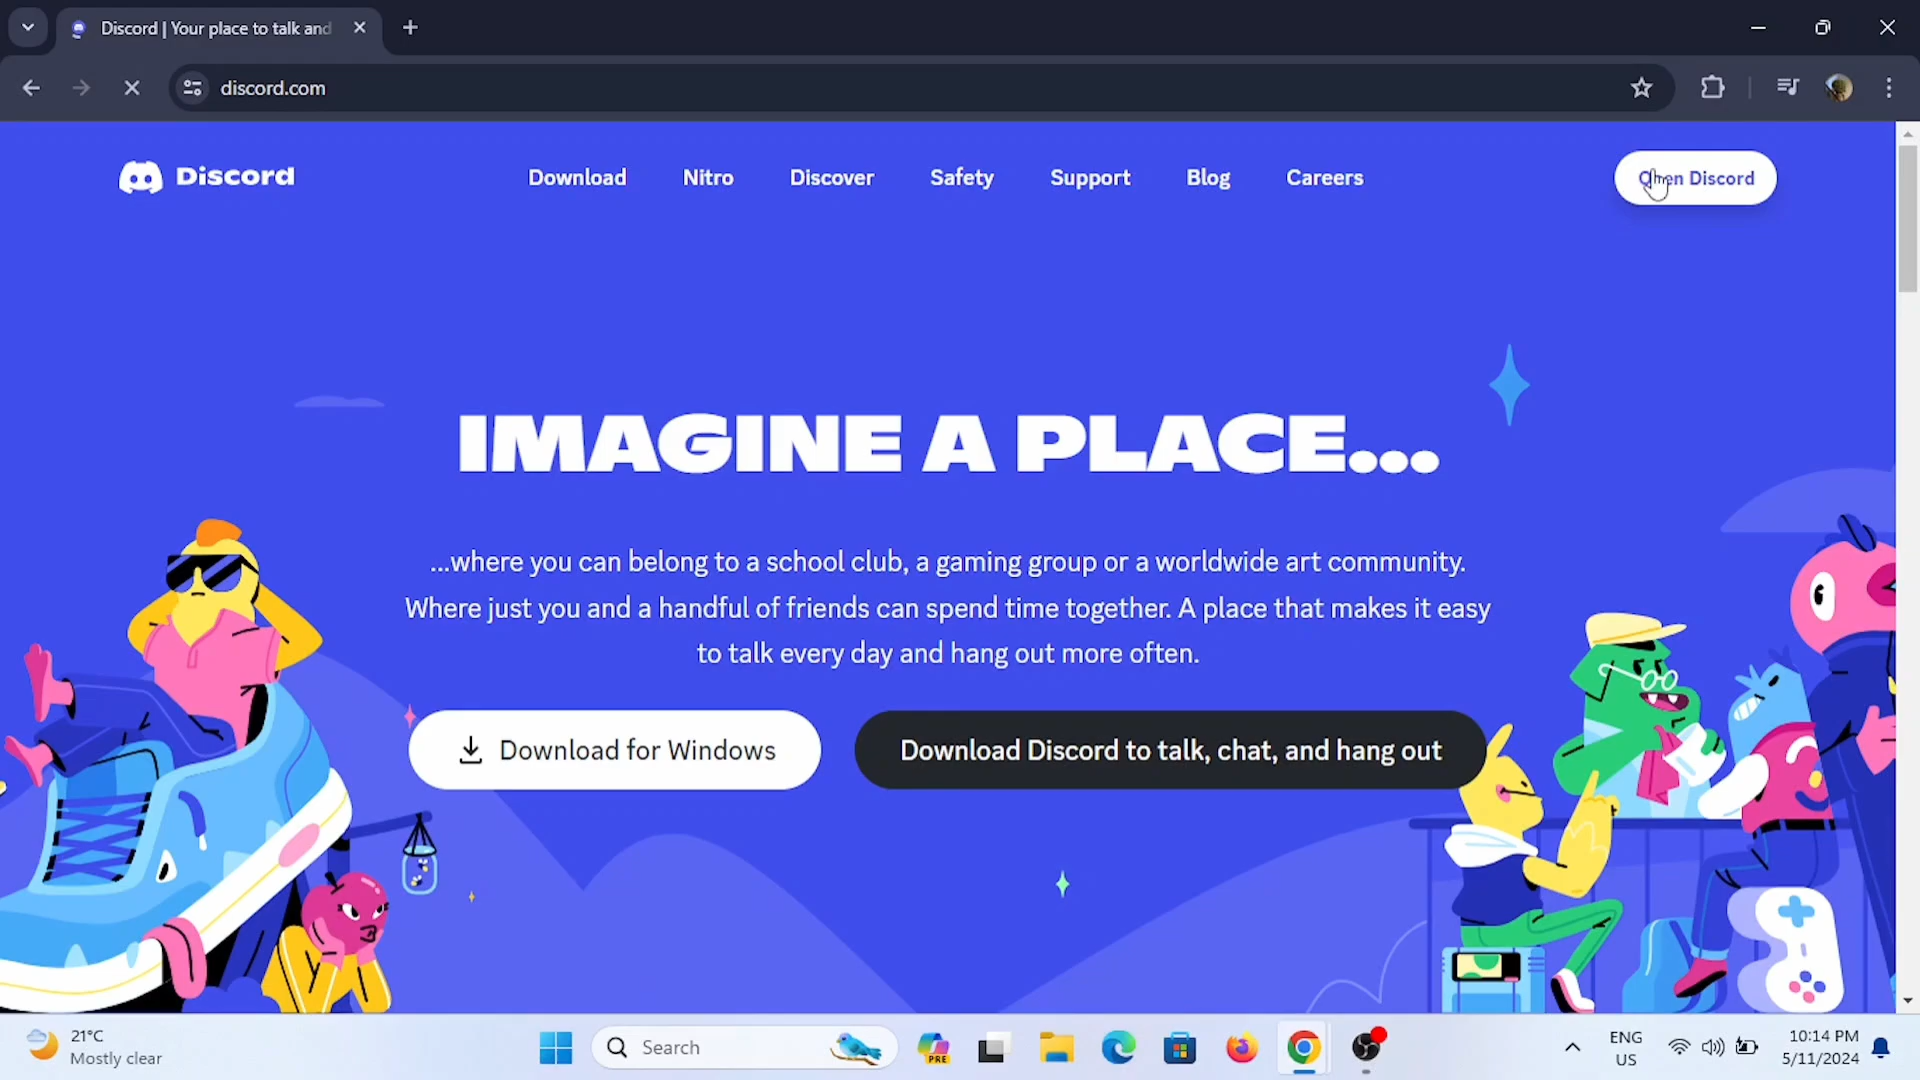 Discord | Your place to talk and
discord.com
Discord
Download
Nitro
Discover
Safety
Support
Blog
Careers
Open Discord
IMAGINE A PLACE...
...where you can belong to a school club, a gaming group or a worldwide art community.
Where just you and a handful of friends can spend time together. A place that makes it easy
to talk every day and hang out more often.
Download for Windows
Download Discord to talk, chat, and hang out
21°C
Mostly clear
Search
PRE
ENG
US
10:14 PM
5/11/2024